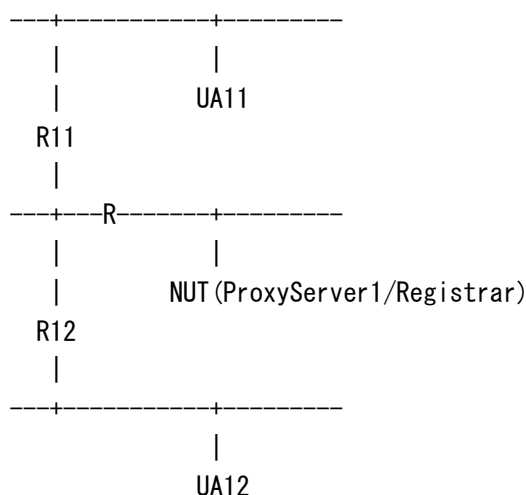 ---+-----------+---------
|           |
|          UA11
R11
|
---+---R-------+---------
|           |
|       NUT(ProxyServer1/Registrar)
R12
|
---+-----------+---------
|
UA12